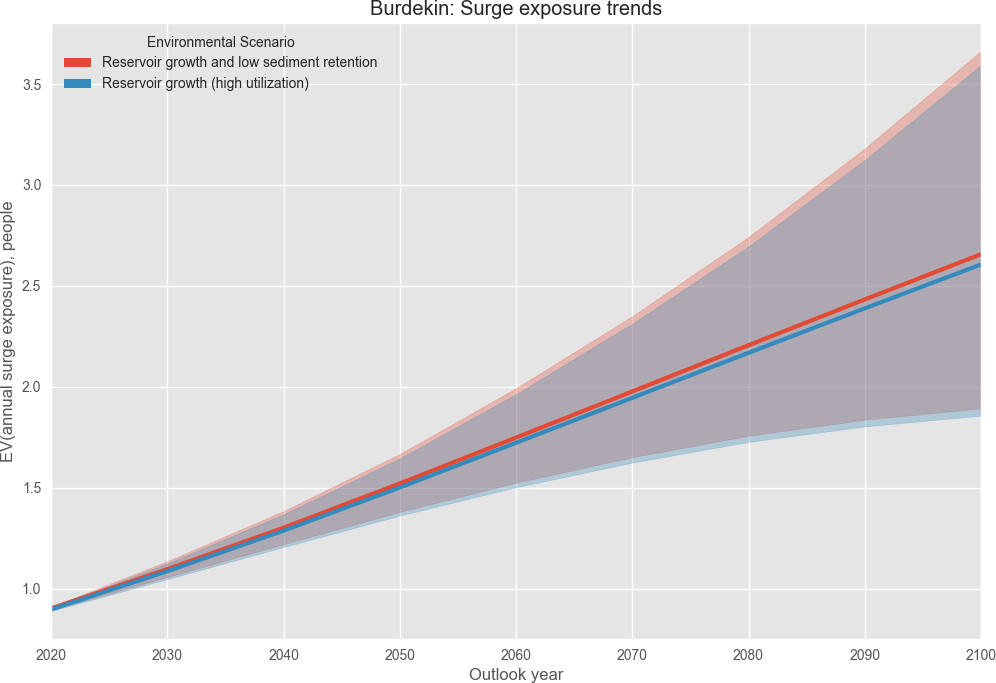 Burdekin: Surge exposure trends
Environmental Scenario
Reservoir growth and low sediment retention
Reservoir growth (high utilization)
EV(annual surge exposure), people
3.5
3.0
2.5
2.0
1.5
1.0
2020 2030 2040 2050 2060 2070 2080 2090 2100
Outlook year